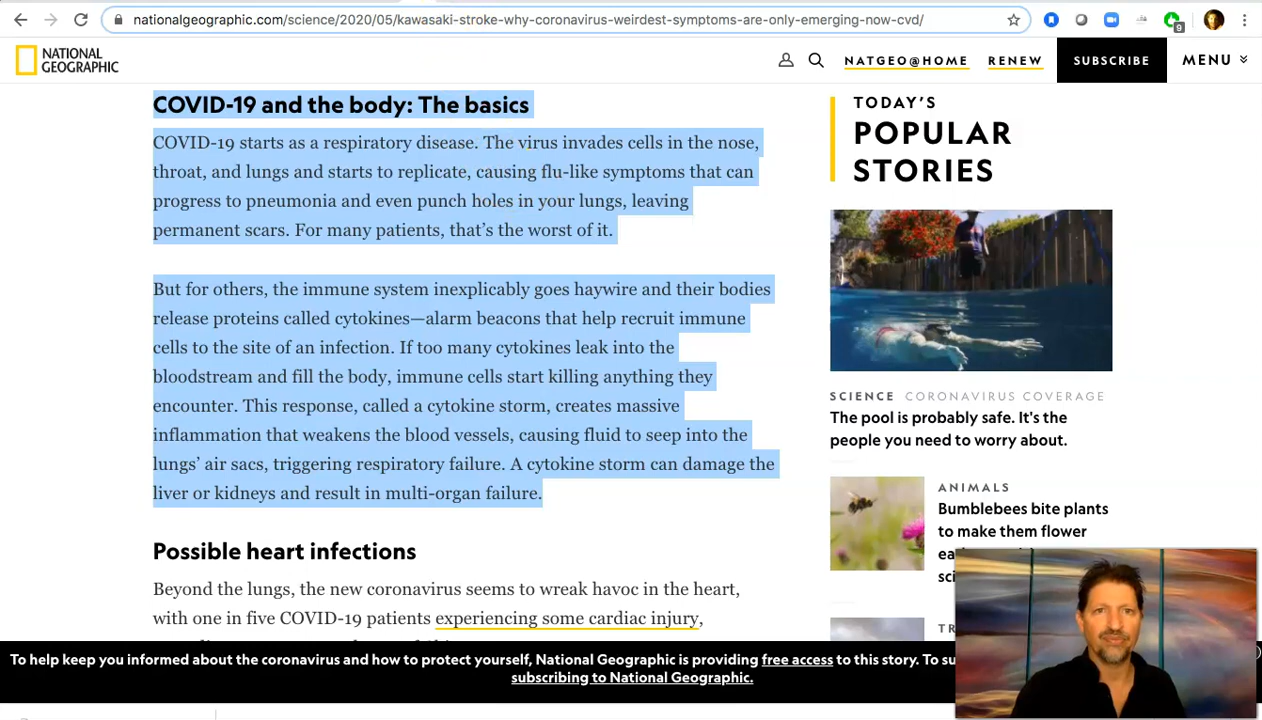 nationalgeographic.com/science/2020/05/kawasaki-stroke-why-coronavirus-weirdest-symptoms-are-only-emerging-now-cvd/
9
NATIONAL
GEOGRAPHIC
NATGEO@HOME
RENEW
SUBSCRIBE
MENU
COVID-19 and the body: The basics
COVID-19 starts as a respiratory disease. The virus invades cells in the nose,
throat, and lungs and starts to replicate, causing flu-like symptoms that can
progress to pneumonia and even punch holes in your lungs, leaving
permanent scars. For many patients, that’s the worst of it.
But for others, the immune system inexplicably goes haywire and their bodies
release proteins called cytokines—alarm beacons that help recruit immune
cells to the site of an infection. If too many cytokines leak into the
bloodstream and fill the body, immune cells start killing anything they
encounter. This response, called a cytokine storm, creates massive
inflammation that weakens the blood vessels, causing fluid to seep into the
lungs’ air sacs, triggering respiratory failure. A cytokine storm can damage the
liver or kidneys and result in multi-organ failure.
Possible heart infections
Beyond the lungs, the new coronavirus seems to wreak havoc in the heart,
with one in five COVID-19 patients experiencing some cardiac injury,
TODAY’S
POPULAR
STORIES
SCIENCE CORONAVIRUS COVERAGE
The pool is probably safe. It's the
people you need to worry about.
ANIMALS
Bumblebees bite plants
to make them flower
To help keep you informed about the coronavirus and how to protect yourself, National Geographic is providing free access to this story. To
subscribing to National Geographic.